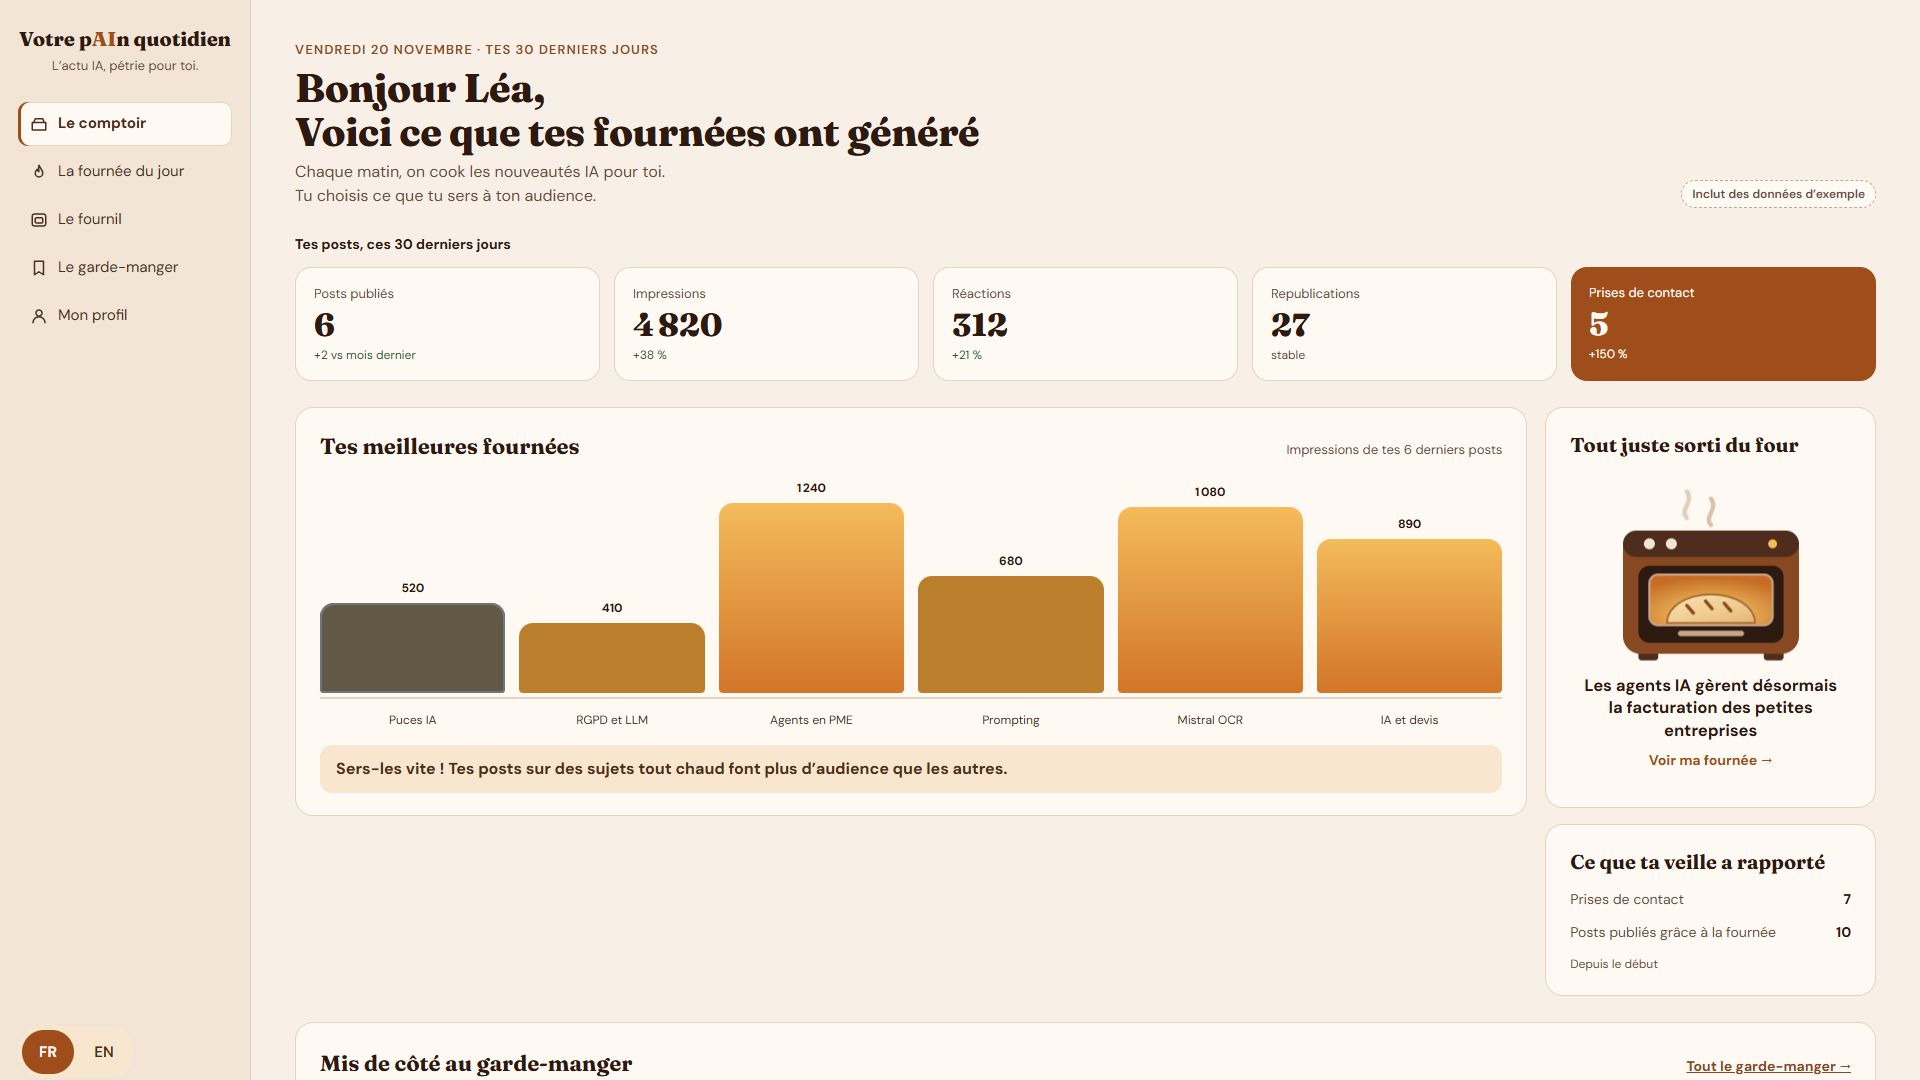 Votre pAIn quotidien
L’actu IA, pétrie pour toi.
Le comptoir
La fournée du jour
Le fournil
Le garde-manger
Mon profil
FR
EN
VENDREDI 20 NOVEMBRE · TES 30 DERNIERS JOURS
Bonjour Léa,
Voici ce que tes fournées ont généré
Chaque matin, on cook les nouveautés IA pour toi.
Tu choisis ce que tu sers à ton audience.
Inclut des données d’exemple
Tes posts, ces 30 derniers jours
Posts publiés
6
+2 vs mois dernier
Impressions
4 820
+38 %
Réactions
312
+21 %
Republications
27
stable
Prises de contact
5
+150 %
Tes meilleures fournées
Impressions de tes 6 derniers posts
520
410
1 240
680
1 080
890
Puces IA
RGPD et LLM
Agents en PME
Prompting
Mistral OCR
IA et devis
Sers-les vite ! Tes posts sur des sujets tout chaud font plus d’audience que les autres.
Tout juste sorti du four
Les agents IA gèrent désormais
la facturation des petites
entreprises
Voir ma fournée →
Ce que ta veille a rapporté
Prises de contact 7
Posts publiés grâce à la fournée 10
Depuis le début
Mis de côté au garde-manger
Tout le garde-manger →